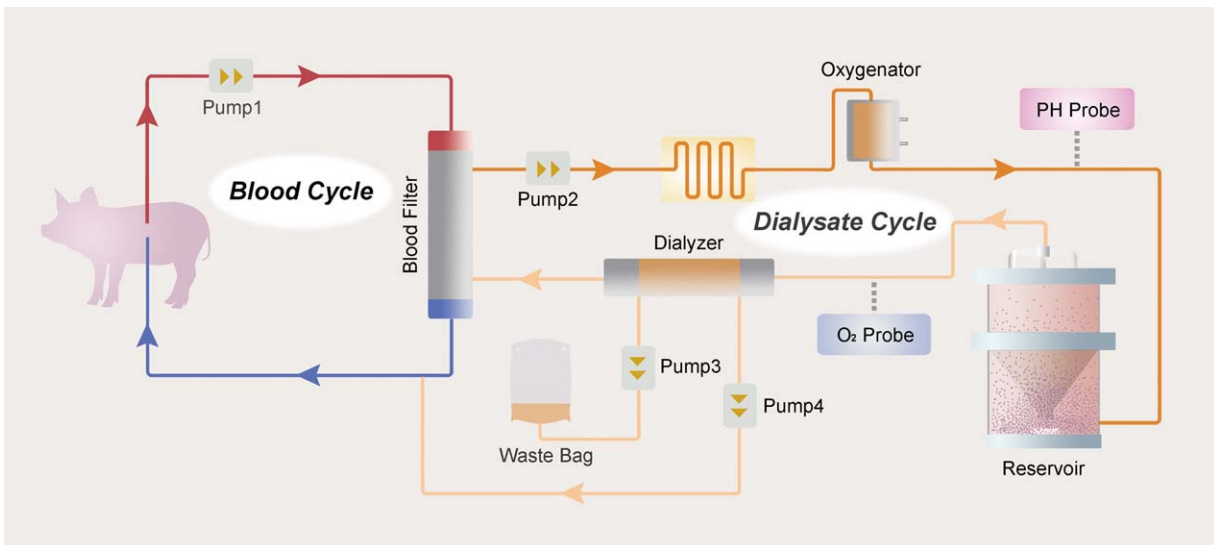 Oxygenator
Pump1
PH Probe
Blood Cycle
Blood Filter
Pump2
Dialysate Cycle
Dialyzer
O₂ Probe
Pump3
Pump4
Waste Bag
Reservoir